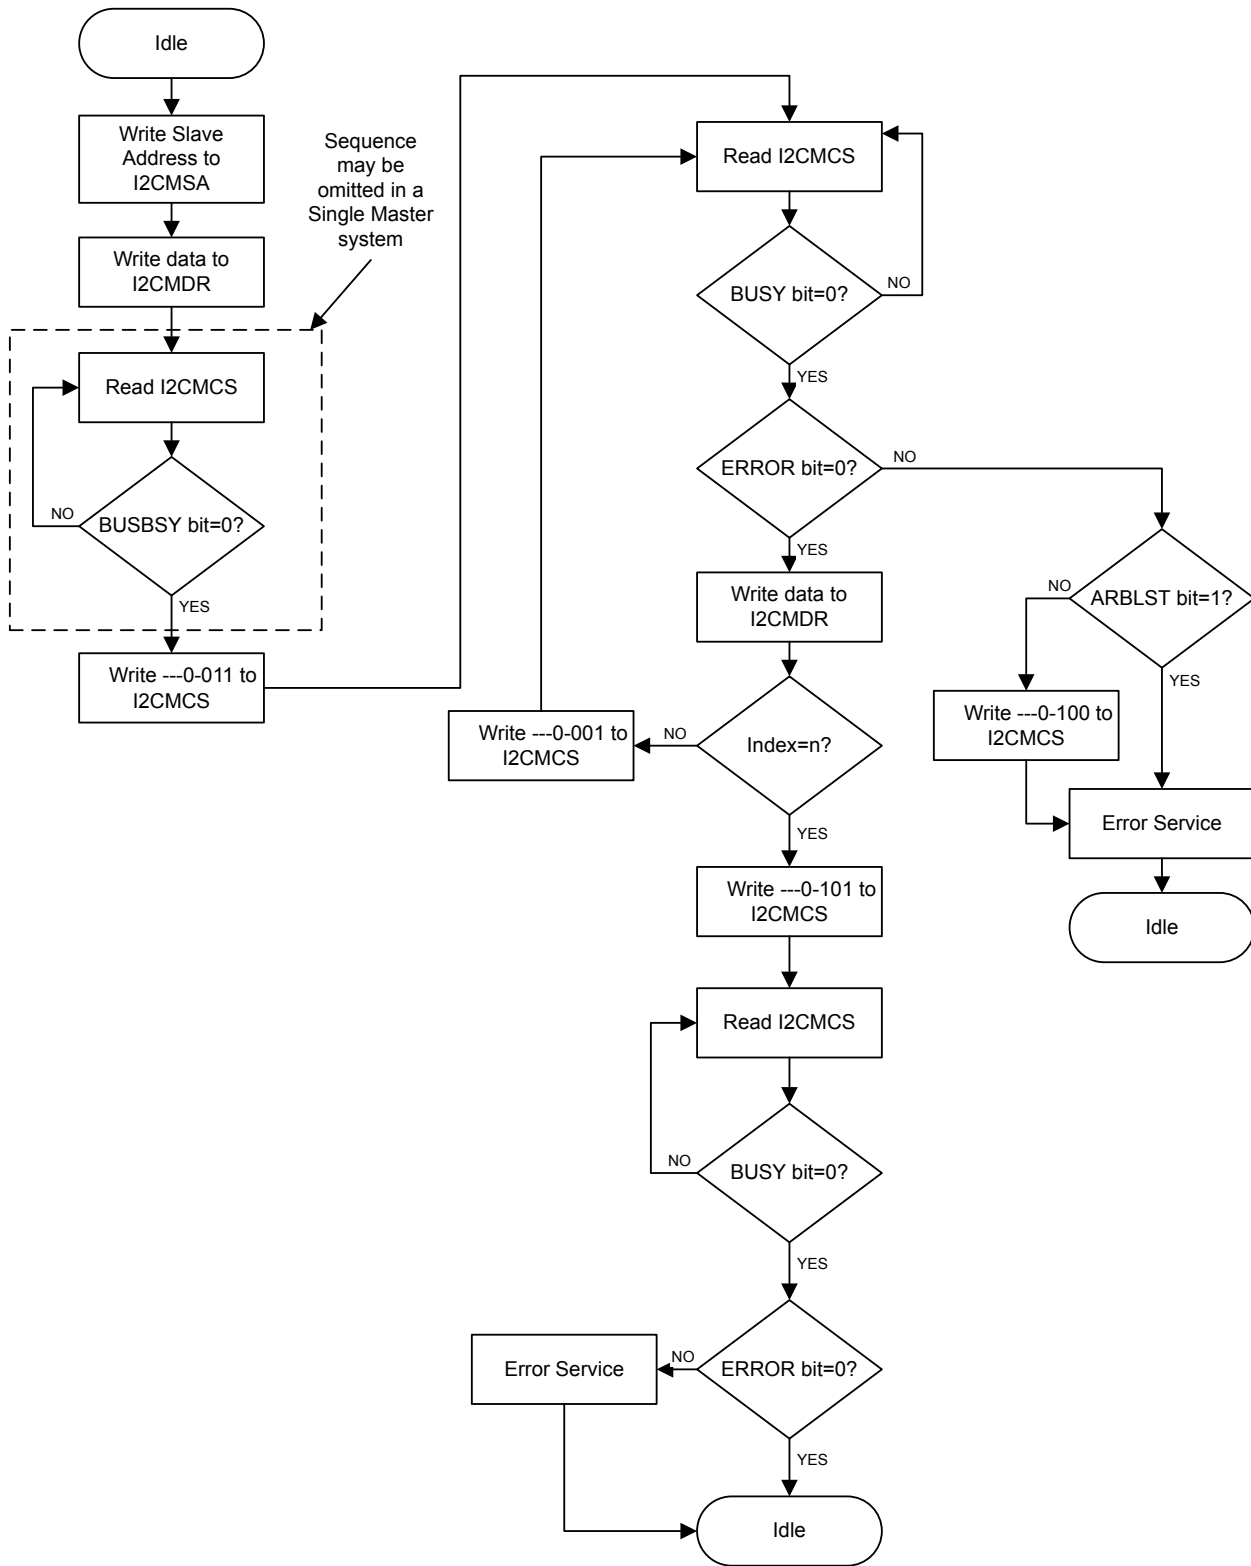 Idle
Write Slave
Address to
I2CMSA
Write data to
I2CMDR
Sequence
may be
omitted in a
Single Master
system
Read I2CMCS
NO
BUSBSY bit=0?
YES
Write ---0-011 to
I2CMCS
Read I2CMCS
BUSY bit=0?
NO
YES
ERROR bit=0?
NO
YES
Write data to
I2CMDR
Index=n?
NO
Write ---0-001 to
I2CMCS
YES
ARBLST bit=1?
NO
YES
Write ---0-100 to
I2CMCS
Error Service
Idle
Write ---0-101 to
I2CMCS
Read I2CMCS
BUSY bit=0?
NO
YES
ERROR bit=0?
NO
Error Service
YES
Idle